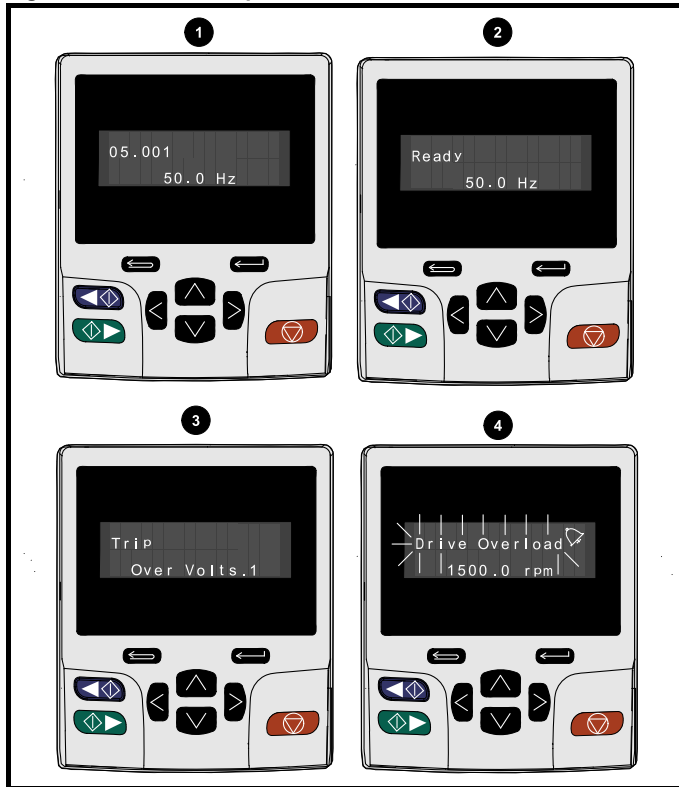 1
2
05.001
50.0 Hz
Ready
50.0 Hz
3
4
Trip
Over Volts.1
Drive Overload
1500.0 rpm